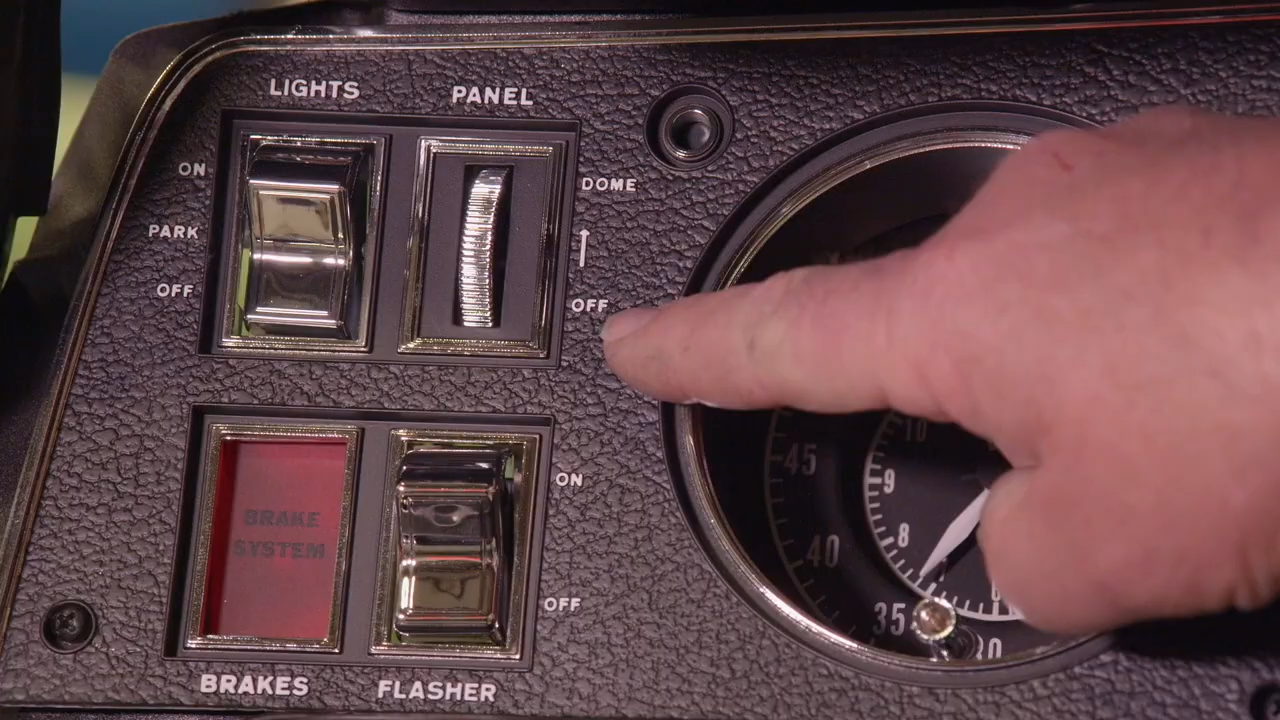 LIGHTS
PANEL
ON
PARK
OFF
DOME
OFF
BRAKE
SYSTEM
ON
OFF
BRAKES
FLASHER
45
40
35
30
10
9
8